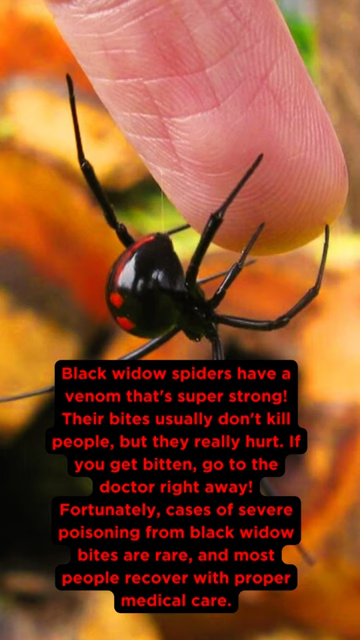 Black widow spiders have a
venom that's super strong!
Their bites usually don't kill
people, but they really hurt. If
you get bitten, go to the
doctor right away!
Fortunately, cases of severe
poisoning from black widow
bites are rare, and most
people recover with proper
medical care.